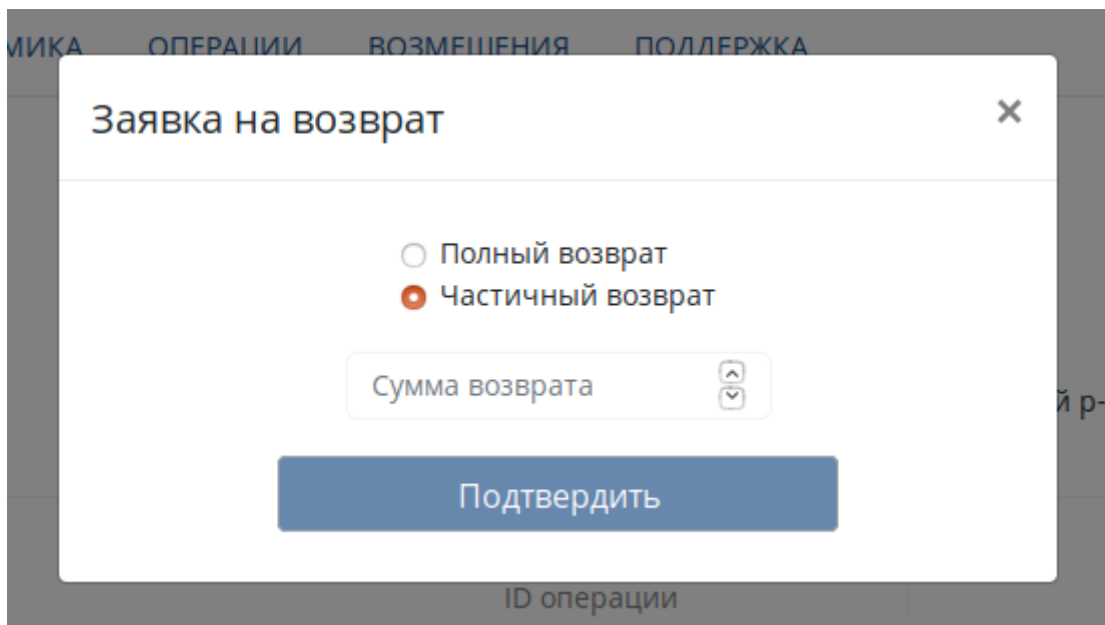 МИКА ОПЕРАЦИИ ВОЗМЕЩЕНИЯ ПОДДЕРЖКА
Заявка на возврат ×
Полный возврат
Частичный возврат
Сумма возврата
й р-
Подтвердить
ID операции